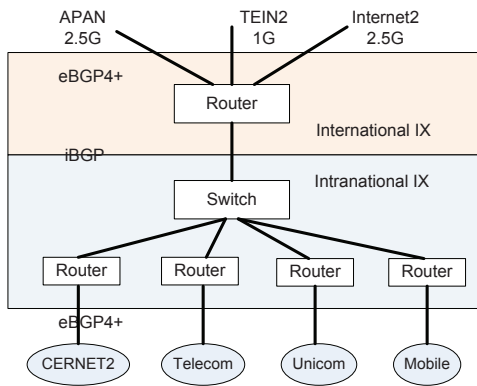 APAN
2.5G
TEIN2
1G
Internet2
2.5G
eBGP4+
Router
International IX
iBGP
Intranational IX
Switch
Router
Router
Router
Router
eBGP4+
CERNET2
Telecom
Unicom
Mobile